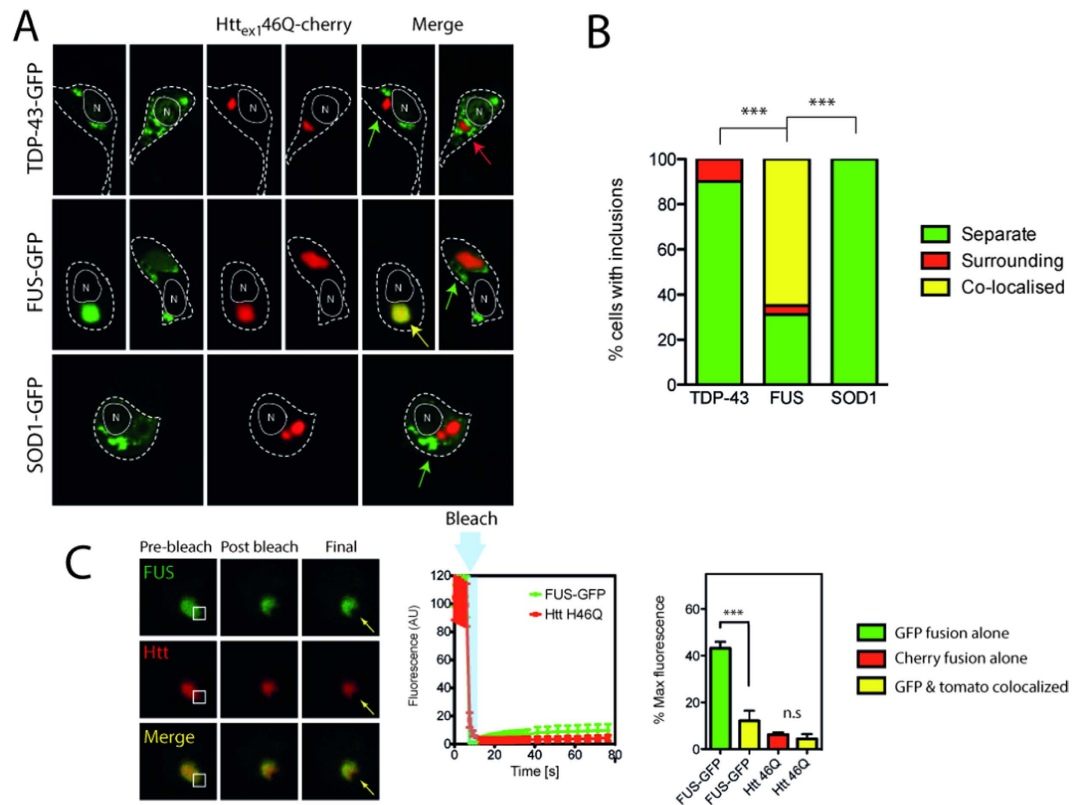 A
Htt_ex1 46Q-cherry
Merge
TDP-43-GFP
N
N
N
N
N
N
FUS-GFP
N
N
N
N
N
N
SOD1-GFP
N
N
N
B
*** ***
100
80
60
40
20
0
% cells with inclusions
TDP-43 FUS SOD1
Separate
Surrounding
Co-localised
C
Pre-bleach Post bleach Final
FUS
Htt
Merge
Bleach
Fluorescence (AU)
120
100
80
60
40
20
0
FUS-GFP
Htt H46Q
0 20 40 60 80
Time [s]
% Max fluorescence
60
40
20
0
***
n.s
FUS-GFP FUS-GFP Htt 46Q Htt 46Q
GFP fusion alone
Cherry fusion alone
GFP & tomato colocalized